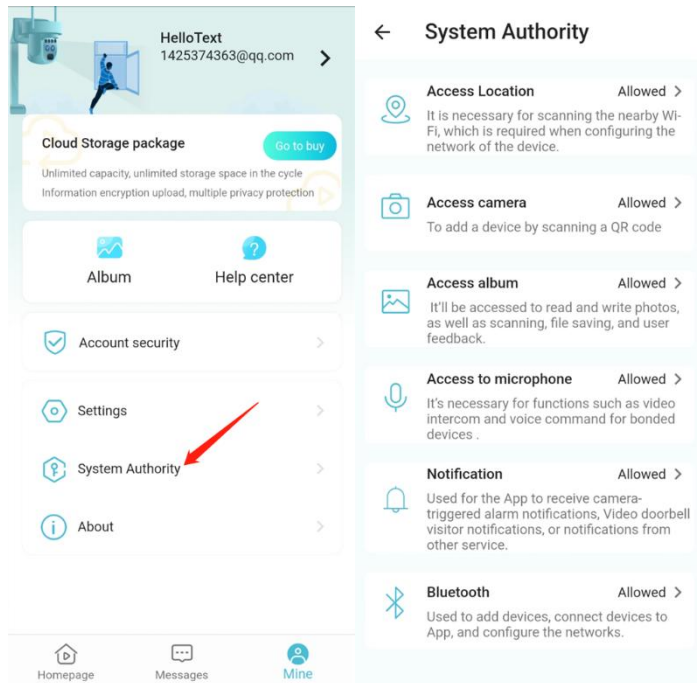 HelloText
1425374363@qq.com
Cloud Storage package
Go to buy
Unlimited capacity, unlimited storage space in the cycle
Information encryption upload, multiple privacy protection
Album
Help center
Account security
Settings
System Authority
About
Homepage
Messages
Mine
System Authority
Access Location
Allowed
It is necessary for scanning the nearby Wi-
Fi, which is required when configuring the
network of the device.
Access camera
Allowed
To add a device by scanning a QR code
Access album
Allowed
It'll be accessed to read and write photos,
as well as scanning, file saving, and user
feedback.
Access to microphone
Allowed
It's necessary for functions such as video
intercom and voice command for bonded
devices .
Notification
Allowed
Used for the App to receive camera-
triggered alarm notifications, Video doorbell
visitor notifications, or notifications from
other service.
Bluetooth
Allowed
Used to add devices, connect devices to
App, and configure the networks.